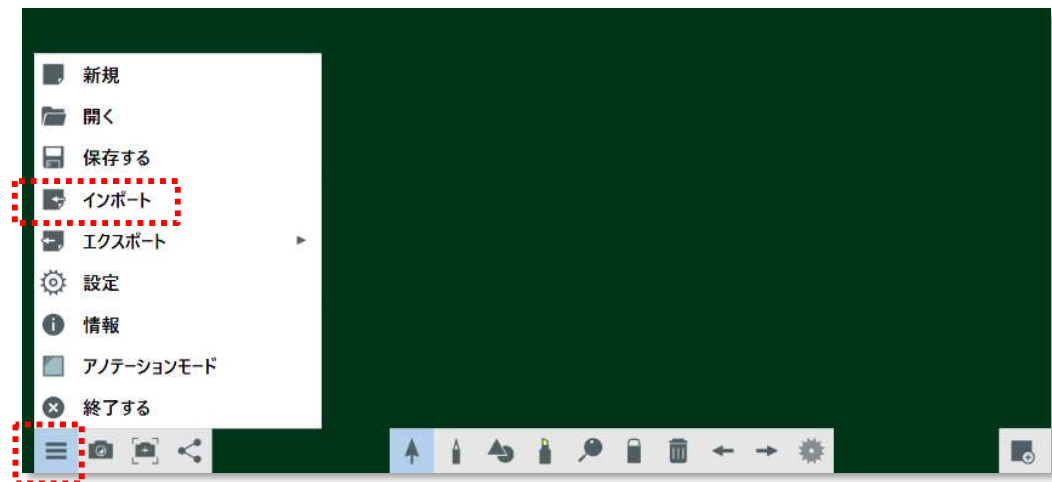 新規
開く
保存する
インポート
エクスポート
設定
情報
アノテーションモード
終了する